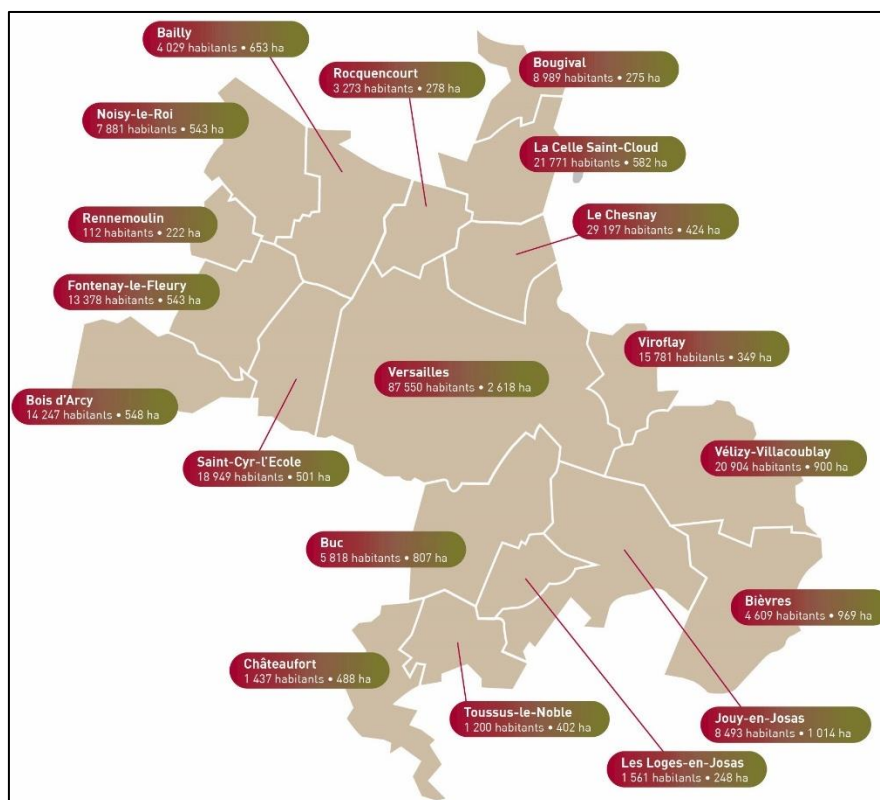 Bailly
4 029 habitants • 653 ha
Rocquencourt
3 273 habitants • 278 ha
Bougival
8 989 habitants • 275 ha
Noisy-le-Roi
7 881 habitants • 543 ha
La Celle Saint-Cloud
21 771 habitants • 582 ha
Rennemoulin
112 habitants • 222 ha
Le Chesnay
29 197 habitants • 424 ha
Fontenay-le-Fleury
13 378 habitants • 543 ha
Viroflay
15 781 habitants • 349 ha
Versailles
87 550 habitants • 2 618 ha
Bois d'Arcy
14 247 habitants • 548 ha
Vélizy-Villacoublay
20 904 habitants • 900 ha
Saint-Cyr-l'Ecole
18 949 habitants • 501 ha
Buc
5 818 habitants • 807 ha
Bièvres
4 609 habitants • 969 ha
Châteaufort
1 437 habitants • 488 ha
Toussus-le-Noble
1 200 habitants • 402 ha
Jouy-en-Josas
8 493 habitants • 1 014 ha
Les Loges-en-Josas
1 561 habitants • 248 ha